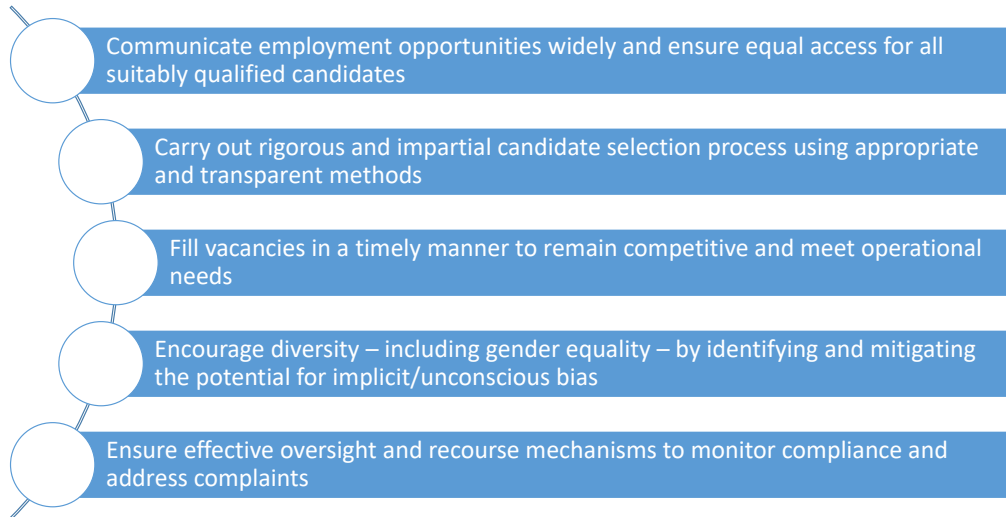 Communicate employment opportunities widely and ensure equal access for all
suitably qualified candidates
Carry out rigorous and impartial candidate selection process using appropriate
and transparent methods
Fill vacancies in a timely manner to remain competitive and meet operational
needs
Encourage diversity – including gender equality – by identifying and mitigating
the potential for implicit/unconscious bias
Ensure effective oversight and recourse mechanisms to monitor compliance and
address complaints